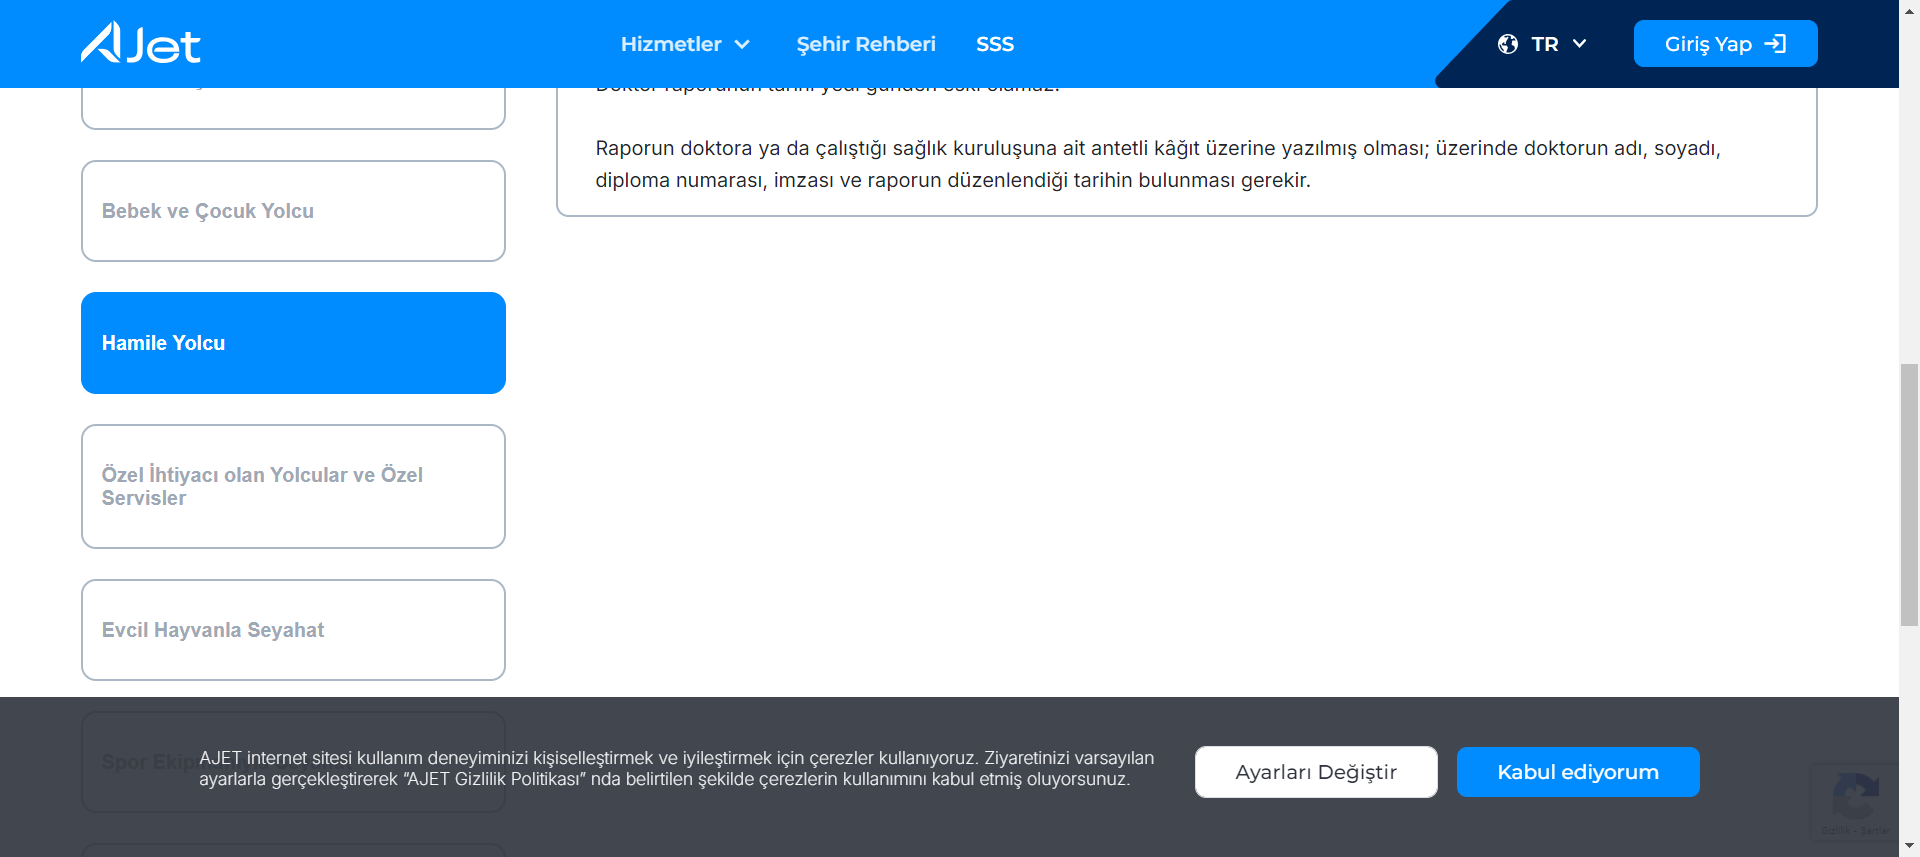 AJet
Hizmetler
Şehir Rehberi
SSS
TR
Giriş Yap
Raporun doktora ya da çalıştığı sağlık kuruluşuna ait antetli kâğıt üzerine yazılmış olması; üzerinde doktorun adı, soyadı,
diploma numarası, imzası ve raporun düzenlendiği tarihin bulunması gerekir.
Bebek ve Çocuk Yolcu
Hamile Yolcu
Özel İhtiyacı olan Yolcular ve Özel
Servisler
Evcil Hayvanla Seyahat
Spor
AJET internet sitesi kullanım deneyiminizi kişiselleştirmek ve iyileştirmek için çerezler kullanıyoruz. Ziyaretinizi varsayılan
ayarlarla gerçekleştirerek “AJET Gizlilik Politikası” nda belirtilen şekilde çerezlerin kullanımını kabul etmiş oluyorsunuz.
Ayarları Değiştir
Kabul ediyorum
Gizlilik - Şartlar